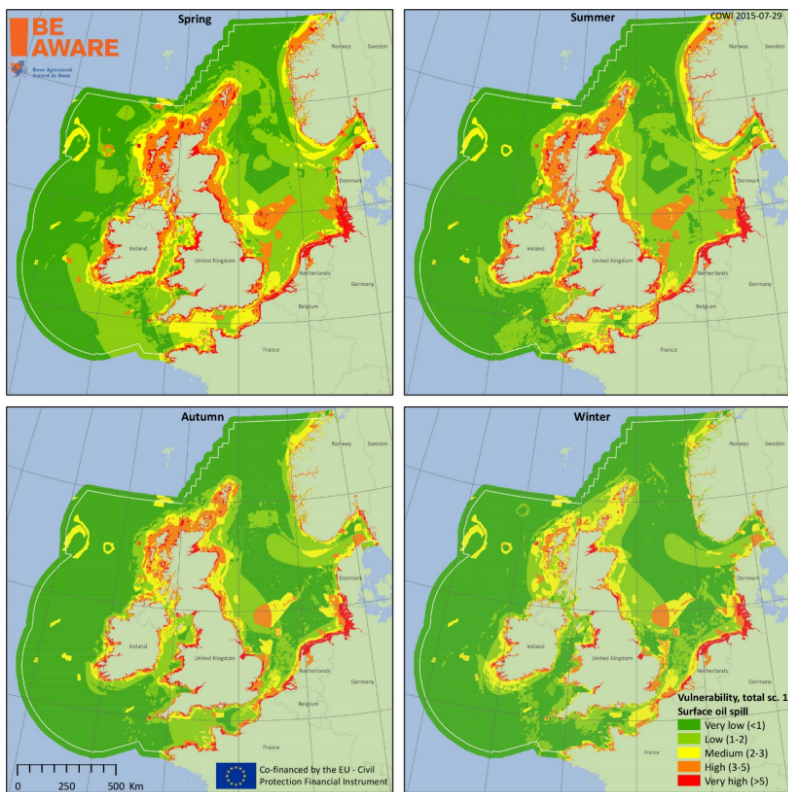 BE
AWARE
Bonn Agreement
Accord de Bonn
Spring
Norway
Sweden
Denmark
Ireland
United Kingdom
Netherlands
Germany
Belgium
France
Summer
COWI 2015-07-29
Norway
Sweden
Denmark
Ireland
United Kingdom
Netherlands
Germany
Belgium
France
Autumn
Norway
Sweden
Denmark
Ireland
United Kingdom
Netherlands
Germany
Belgium
France
0 250 500 Km
Co-financed by the EU - Civil
Protection Financial Instrument
Winter
Norway
Sweden
Denmark
Ireland
United Kingdom
Netherlands
Germany
France
Vulnerability, total sc. 1
Surface oil spill
Very low (<1)
Low (1-2)
Medium (2-3)
High (3-5)
Very high (>5)